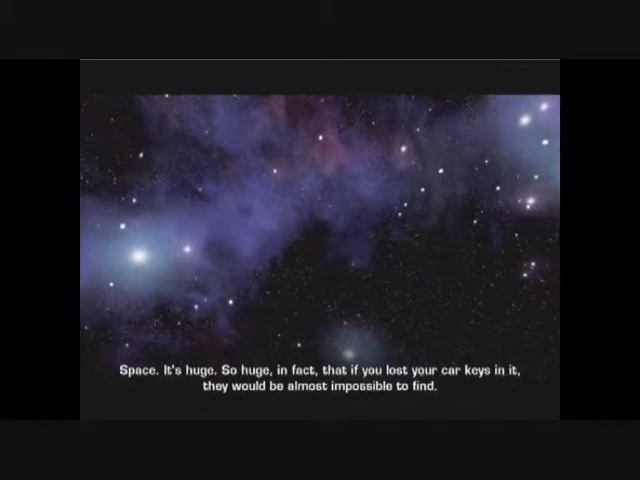 Space. It's huge. So huge, in fact, that if you lost your car keys in it,
they would be almost impossible to find.